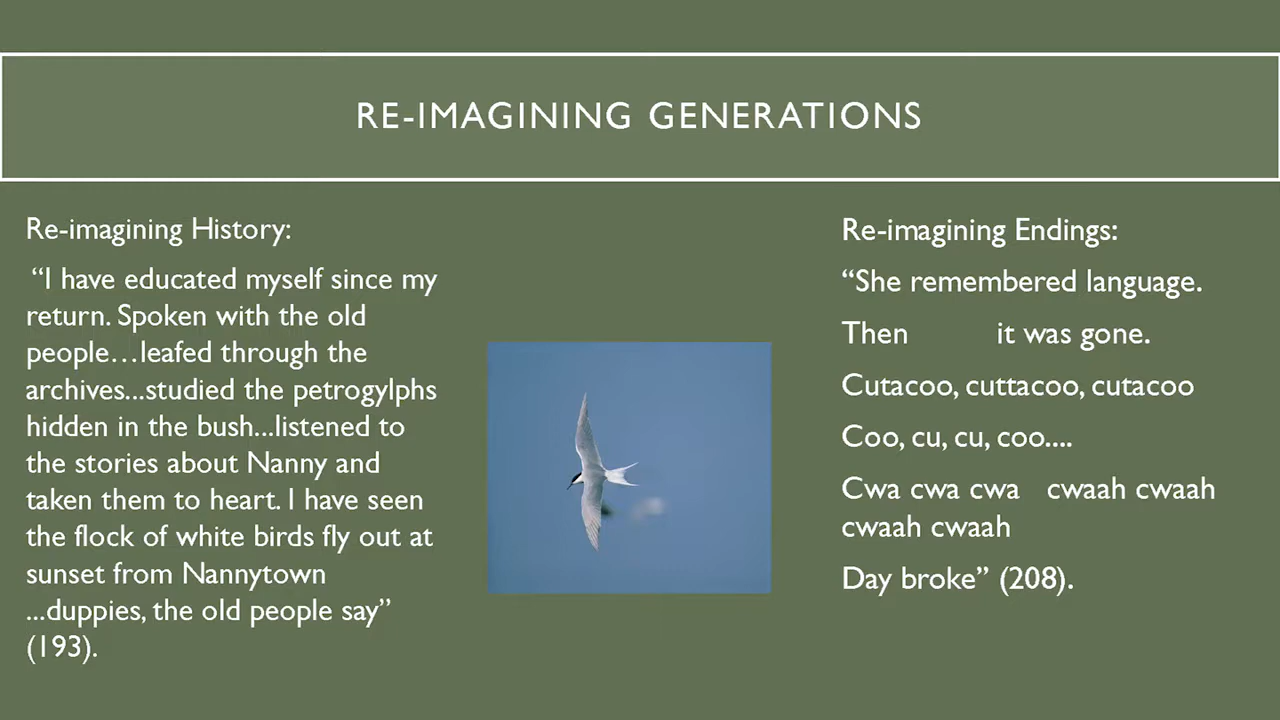 RE-IMAGINING GENERATIONS
Re-imagining History:
“I have educated myself since my
return. Spoken with the old
people…leafed through the
archives...studied the petrogylphs
hidden in the bush...listened to
the stories about Nanny and
taken them to heart. I have seen
the flock of white birds fly out at
sunset from Nannytown
...duppies, the old people say”
(193).
Re-imagining Endings:
“She remembered language.
Then it was gone.
Cutacoo, cuttacoo, cutacoo
Coo, cu, cu, coo....
Cwa cwa cwa cwaah cwaah
cwaah cwaah
Day broke” (208).